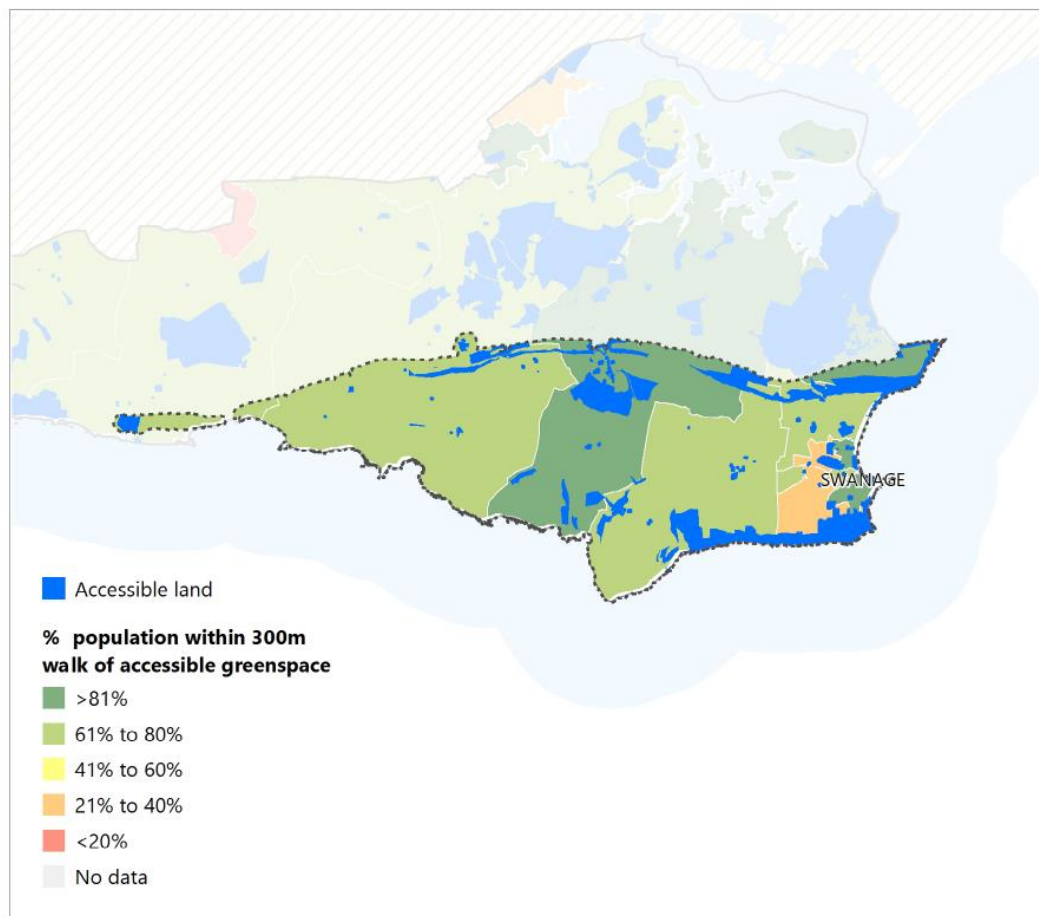 SWANAGE
Accessible land
% population within 300m
walk of accessible greenspace
>81%
61% to 80%
41% to 60%
21% to 40%
<20%
No data